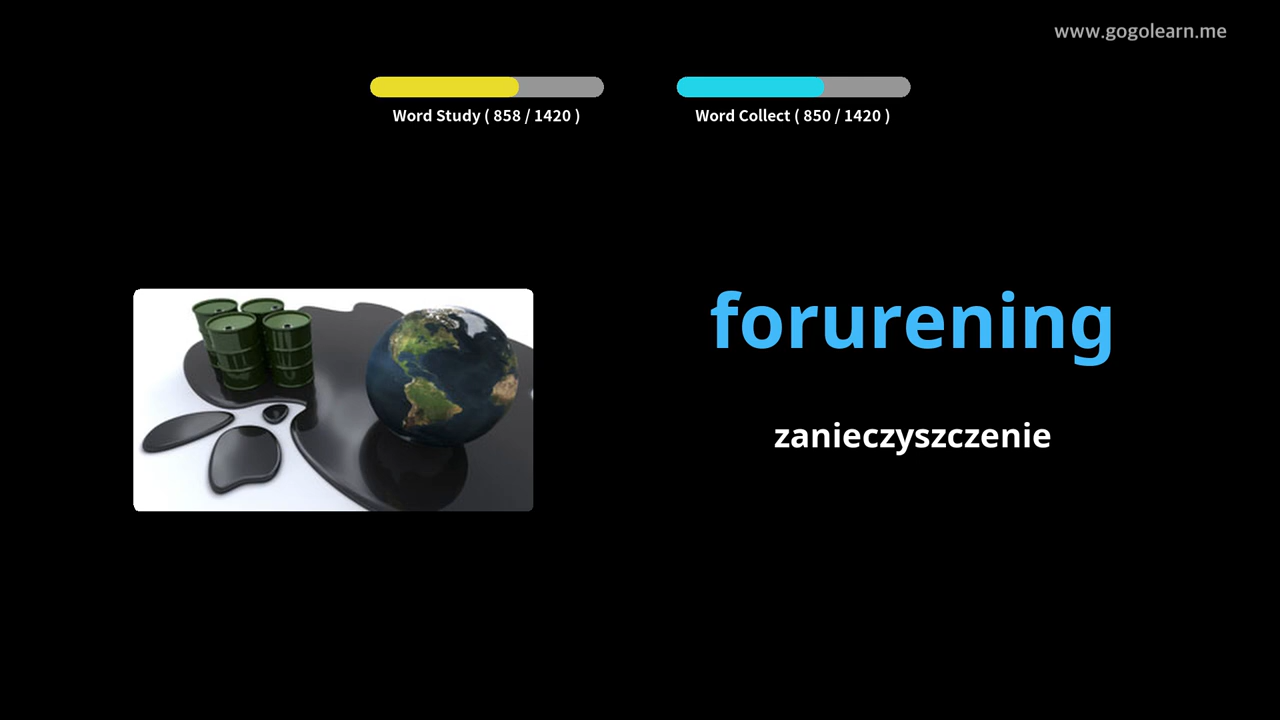 www.gogolearn.me
Word Study ( 858 / 1420 )
Word Collect ( 850 / 1420 )
forurening
zanieczyszczenie